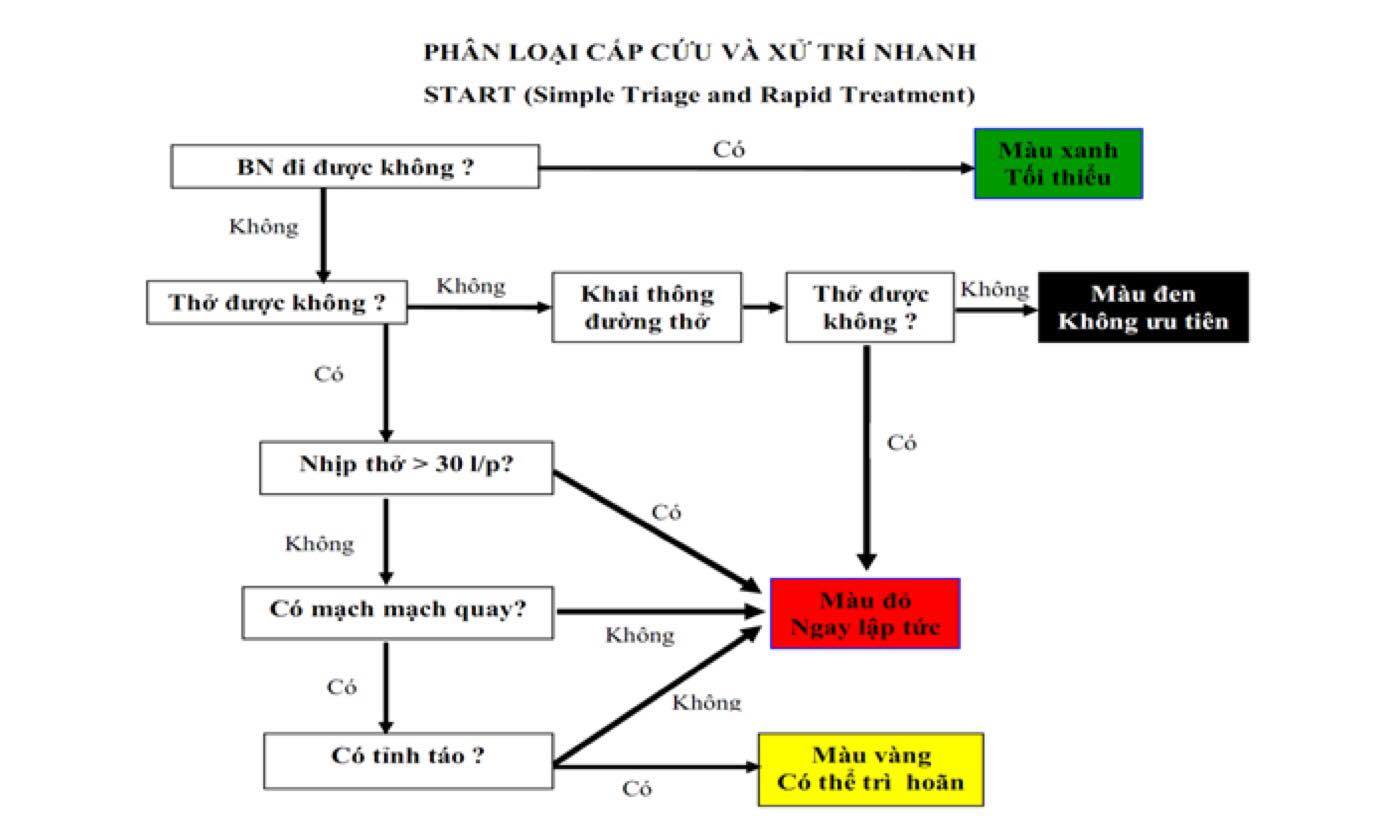 PHÂN LOẠI CẤP CỨU VÀ XỬ TRÍ NHANH
START (Simple Triage and Rapid Treatment)
BN đi được không ?
Có
Màu xanh
Tối thiểu
Không
Thở được không ?
Không
Khai thông
đường thở
Thở được
không ?
Không
Màu đen
Không ưu tiên
Có
Có
Nhịp thở > 30 l/p?
Có
Không
Có mạch mạch quay?
Không
Màu đỏ
Ngay lập tức
Có
Không
Có tỉnh táo ?
Có
Màu vàng
Có thể trì hoãn